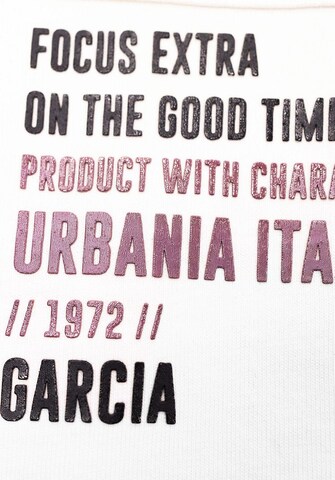 FOCUS EXTRA
ON THE GOOD TIM
PRODUCT WITH CHARA
URBANIA ITA
// 1972 //
GARCIA